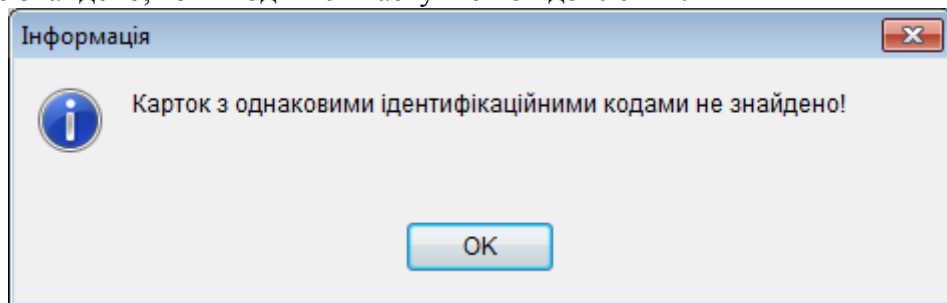 Інформація
Карток з однаковими ідентифікаційними кодами не знайдено!
OK